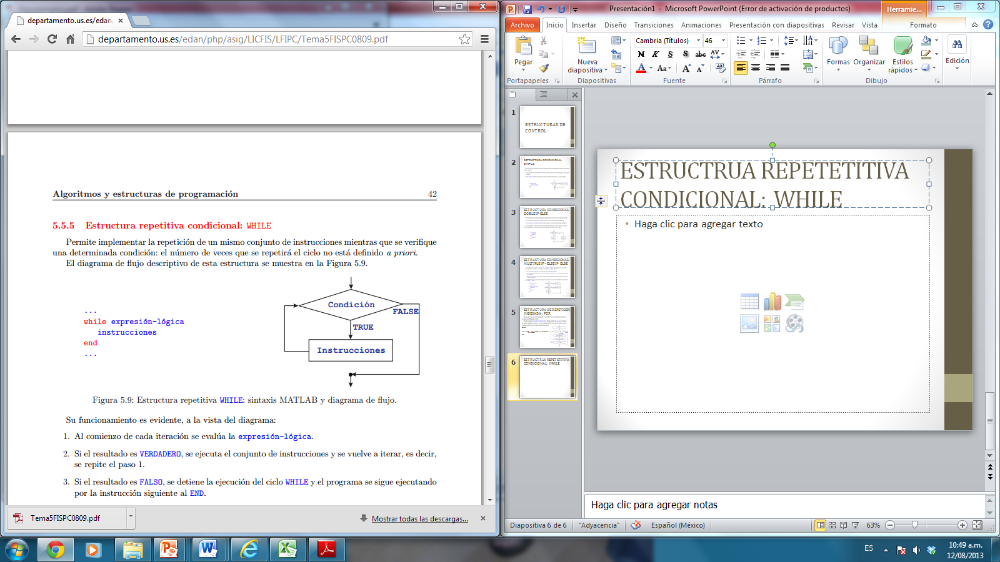 departamento.us.es/edan
departamento.us.es/edan/php/asig/LICFIS/LFIPC/Tema5FISPC0809.pdf
Algoritmos y estructuras de programación 42
5.5.5 Estructura repetitiva condicional: WHILE
Permite implementar la repetición de un mismo conjunto de instrucciones mientras que se verifique
una determinada condición: el número de veces que se repetirá el ciclo no está definido a priori.
El diagrama de flujo descriptivo de esta estructura se muestra en la Figura 5.9.
...
while expresión-lógica
instrucciones
end
...
Condición
FALSE
TRUE
Instrucciones
Figura 5.9: Estructura repetitiva WHILE: sintaxis MATLAB y diagrama de flujo.
Su funcionamiento es evidente, a la vista del diagrama:
1. Al comienzo de cada iteración se evalúa la expresión-lógica.
2. Si el resultado es VERDADERO, se ejecuta el conjunto de instrucciones y se vuelve a iterar, es decir,
se repite el paso 1.
3. Si el resultado es FALSO, se detiene la ejecución del ciclo WHILE y el programa se sigue ejecutando
por la instrucción siguiente al END.
Tema5FISPC0809.pdf
Mostrar todas las descargas...
Presentación1 - Microsoft PowerPoint (Error de activación de productos)
Herramie...
Archivo Inicio Insertar Diseño Transiciones Animaciones Presentación con diapositivas Revisar Vista Formato
Cambria (Títulos) 46
Pegar
Nueva
diapositiva
N K S S abc AV
A Aa A A
Formas Organizar Estilos
rápidos
Edición
Portapapeles Diapositivas Fuente Párrafo Dibujo
1
ESTRUCTURAS DE
CONTROL
2
ESTRUCTURA CONDICIONAL
SIMPLE
3
ESTRUCTURA CONDICIONAL
DOBLE IF-ELSE
4
ESTRUCTURA CONDICIONAL
MULTIPLE IF - ELSE IF- ELSE
5
ESTRUCTURA DE REPETICION
INDEXADA : FOR
6
ESTRUCTRUA REPETETITIVA
CONDICIONAL: WHILE
ESTRUCTRUA REPETETITIVA
CONDICIONAL: WHILE
• Haga clic para agregar texto
Haga clic para agregar notas
Diapositiva 6 de 6 "Adyacencia" Español (México) 63%
ES
10:49 a.m.
12/08/2013